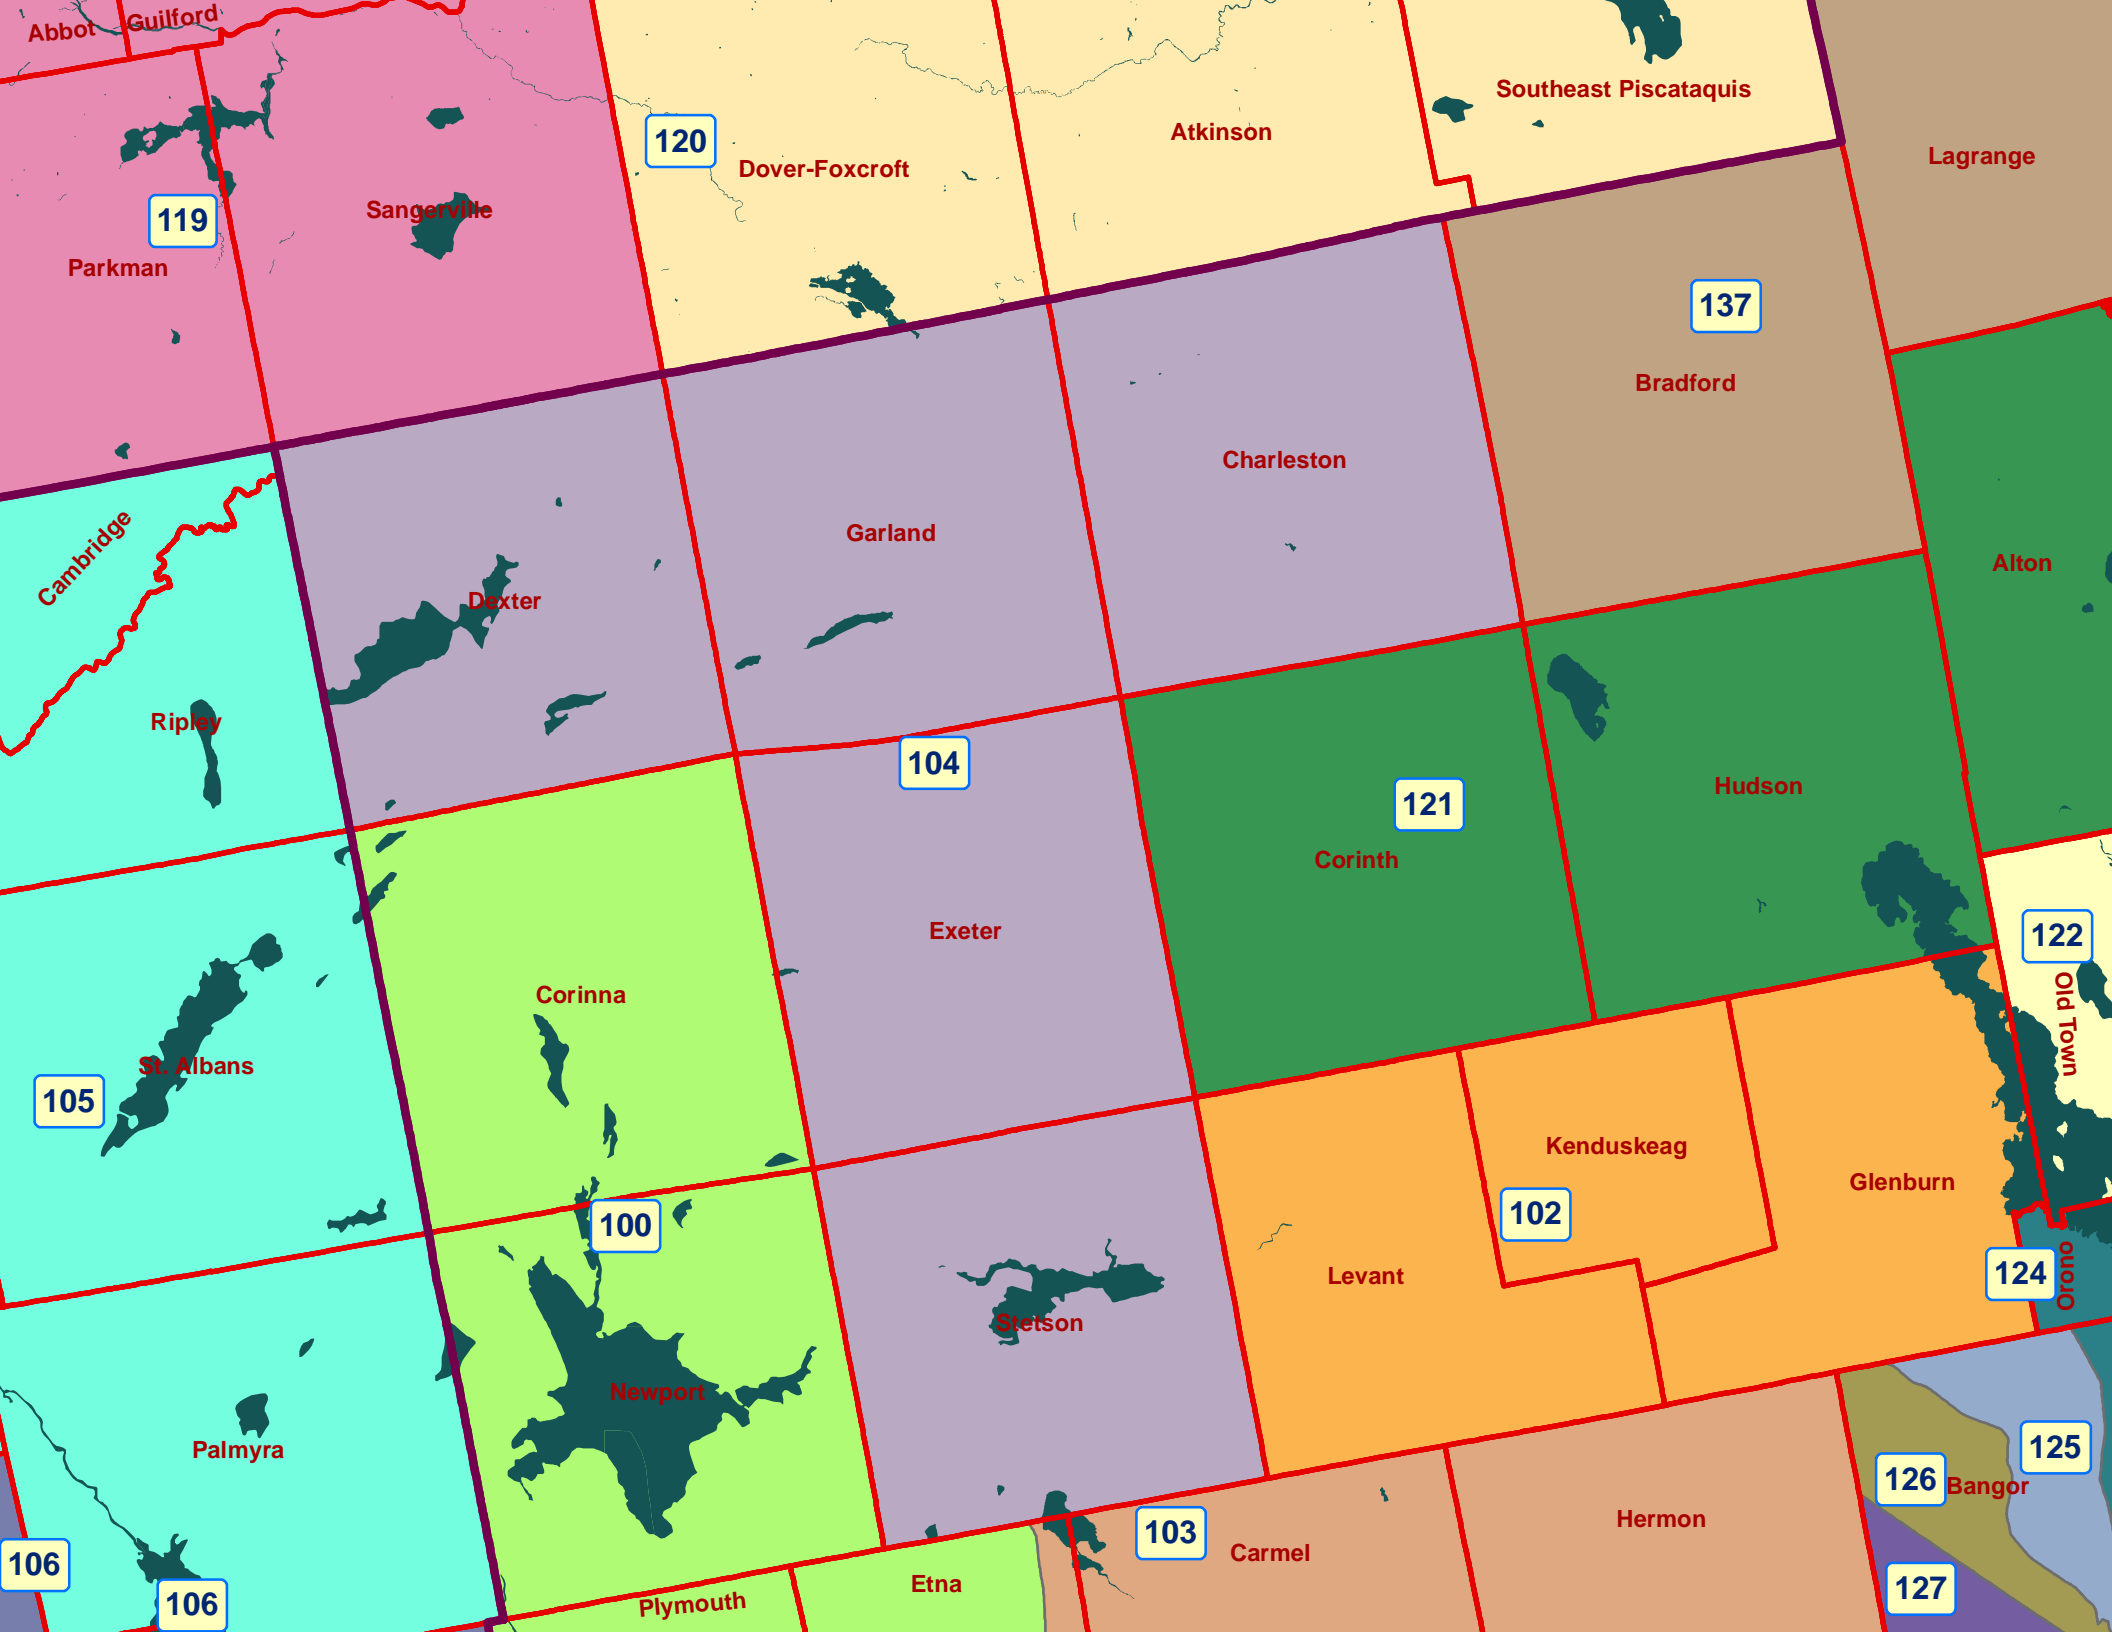 Abbot
Guilford
Southeast Piscataquis
120
Atkinson
Dover-Foxcroft
Lagrange
119
Sangerville
Parkman
137
Bradford
Charleston
Garland
Cambridge
Dexter
Alton
Ripley
104
Hudson
121
Corinth
Exeter
122
Old Town
Corinna
St. Albans
105
Kenduskeag
Glenburn
102
100
Levant
124
Orono
Stetson
Newport
Palmyra
125
126
Bangor
Hermon
103
Carmel
106
Etna
127
106
Plymouth